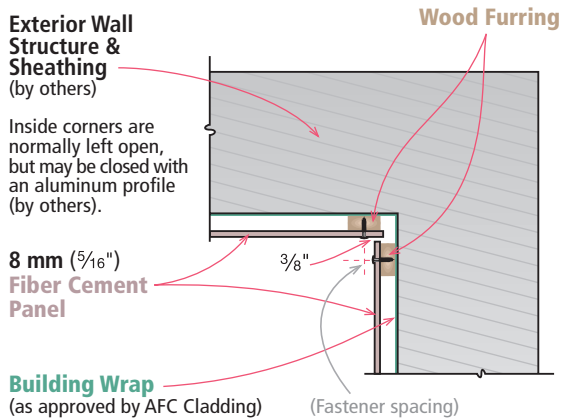 Exterior Wall
Structure &
Sheathing
(by others)
Wood Furring
Inside corners are
normally left open,
but may be closed with
an aluminum profile
(by others).
8 mm (5⁄16")
Fiber Cement
Panel
3⁄8"
Building Wrap
(as approved by AFC Cladding)
(Fastener spacing)